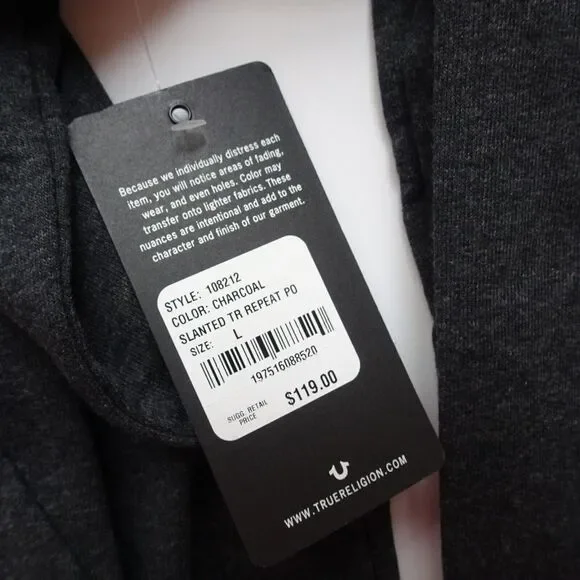 Because we individually distress each
item, you will notice areas of fading,
wear, and even holes. Color may
transfer onto lighter fabrics. These
nuances are intentional and add to the
character and finish of our garment.
STYLE: 108212
COLOR: CHARCOAL
SLANTED TR REPEAT PO
SIZE: L
197516088520
SUGG. RETAIL
PRICE
$119.00
WWW.TRUERELIGION.COM